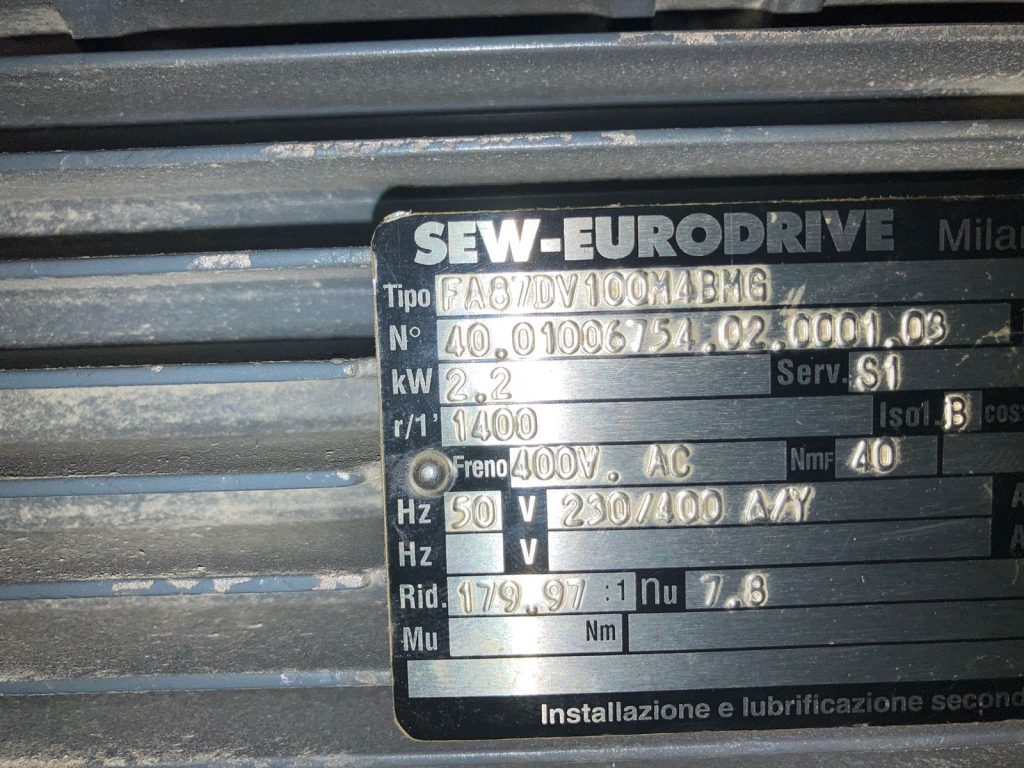 SEW-EURODRIVE Milan
Tipo FA87DV100M4BMG
N° 40.01006754.02.0001.03
kW 2.2 Serv. S1
r/1' 1400 Isol. B cos
Freno 400V. AC NmF 40
Hz 50 V 230/400 Δ/Y A
Hz V A
Rid. 179.97 :1 nu 7.8
Mu Nm
Installazione e lubrificazione secondo